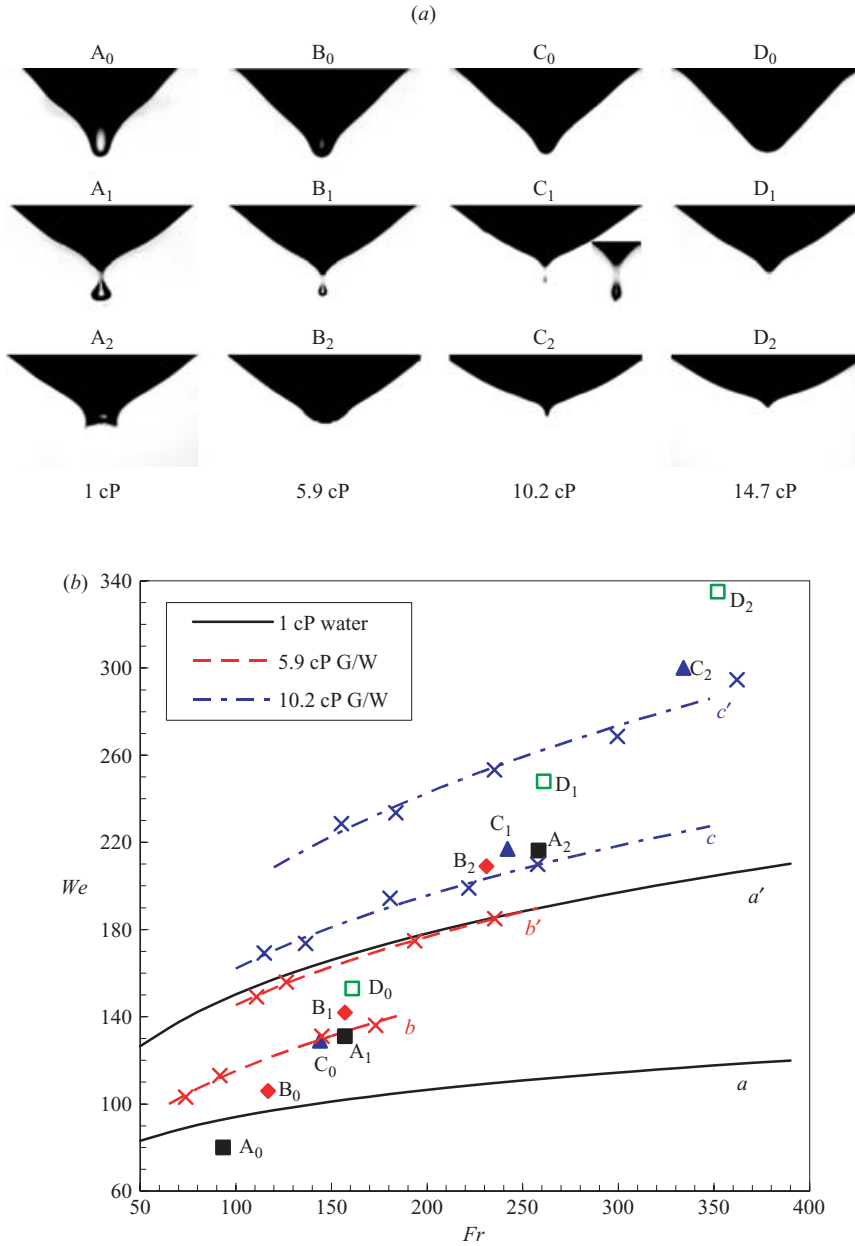 (a)
A₀ B₀ C₀ D₀
A₁ B₁ C₁ D₁
A₂ B₂ C₂ D₂
1 cP 5.9 cP 10.2 cP 14.7 cP
(b)
340
300
260
220
180
140
100
60
We
1 cP water
5.9 cP G/W
10.2 cP G/W
D₂
C₂
c′
D₁
C₁
A₂
B₂
c
a′
b′
D₀
B₁
b
A₁
C₀
B₀
a
A₀
50 100 150 200 250 300 350 400
Fr